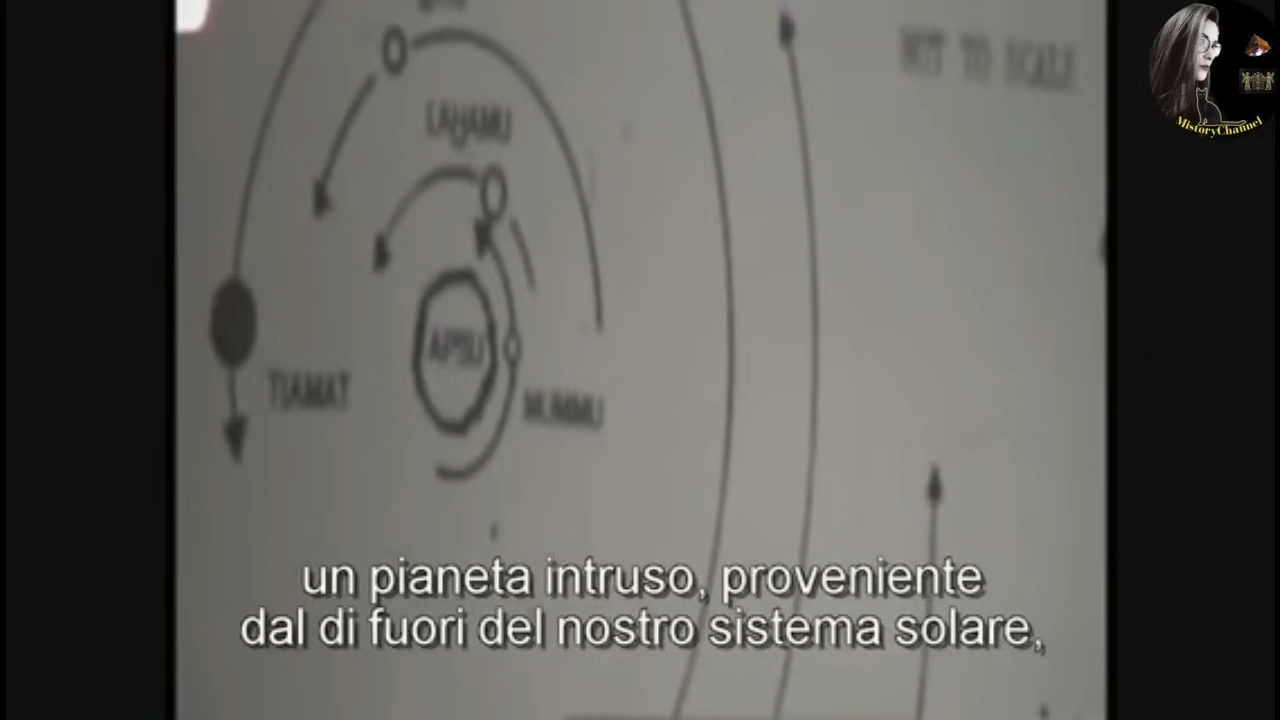 NOT TO SCALE
LAHAMU
APSU
TIAMAT
MUMMU
MistoryChannel
un pianeta intruso, proveniente
dal di fuori del nostro sistema solare,